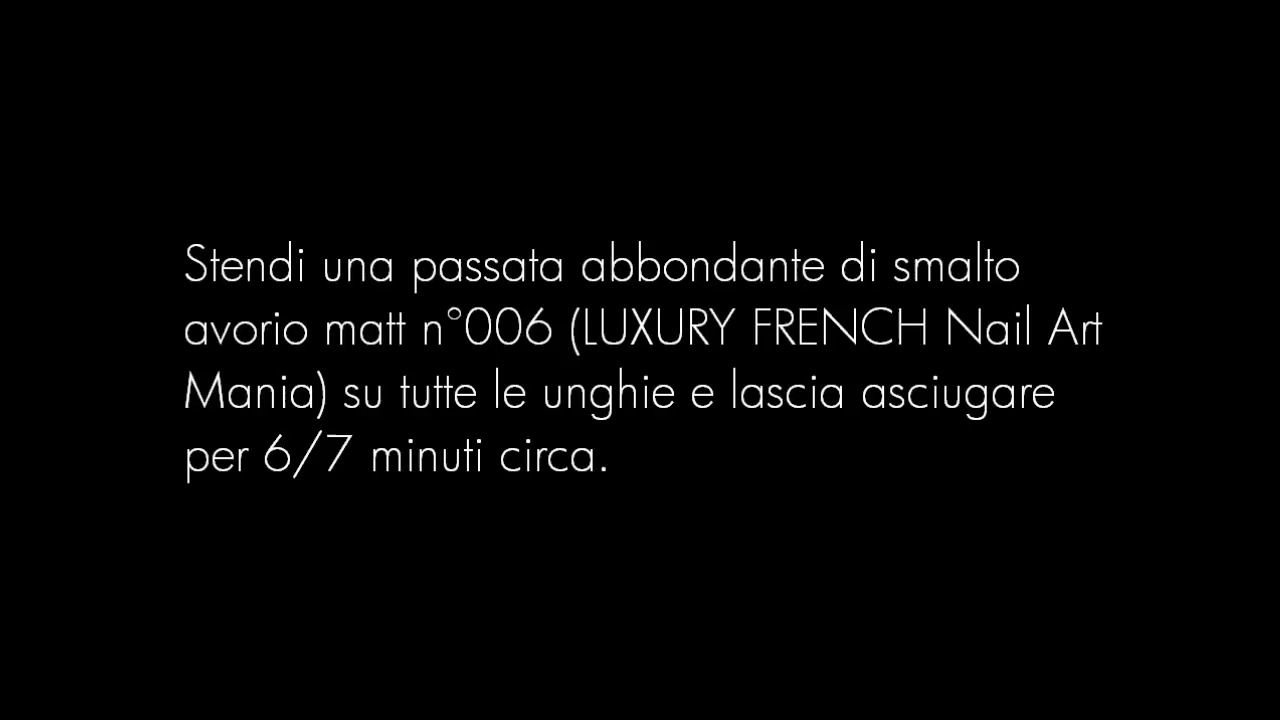 Stendi una passata abbondante di smalto
avorio matt n°006 (LUXURY FRENCH Nail Art
Mania) su tutte le unghie e lascia asciugare
per 6/7 minuti circa.